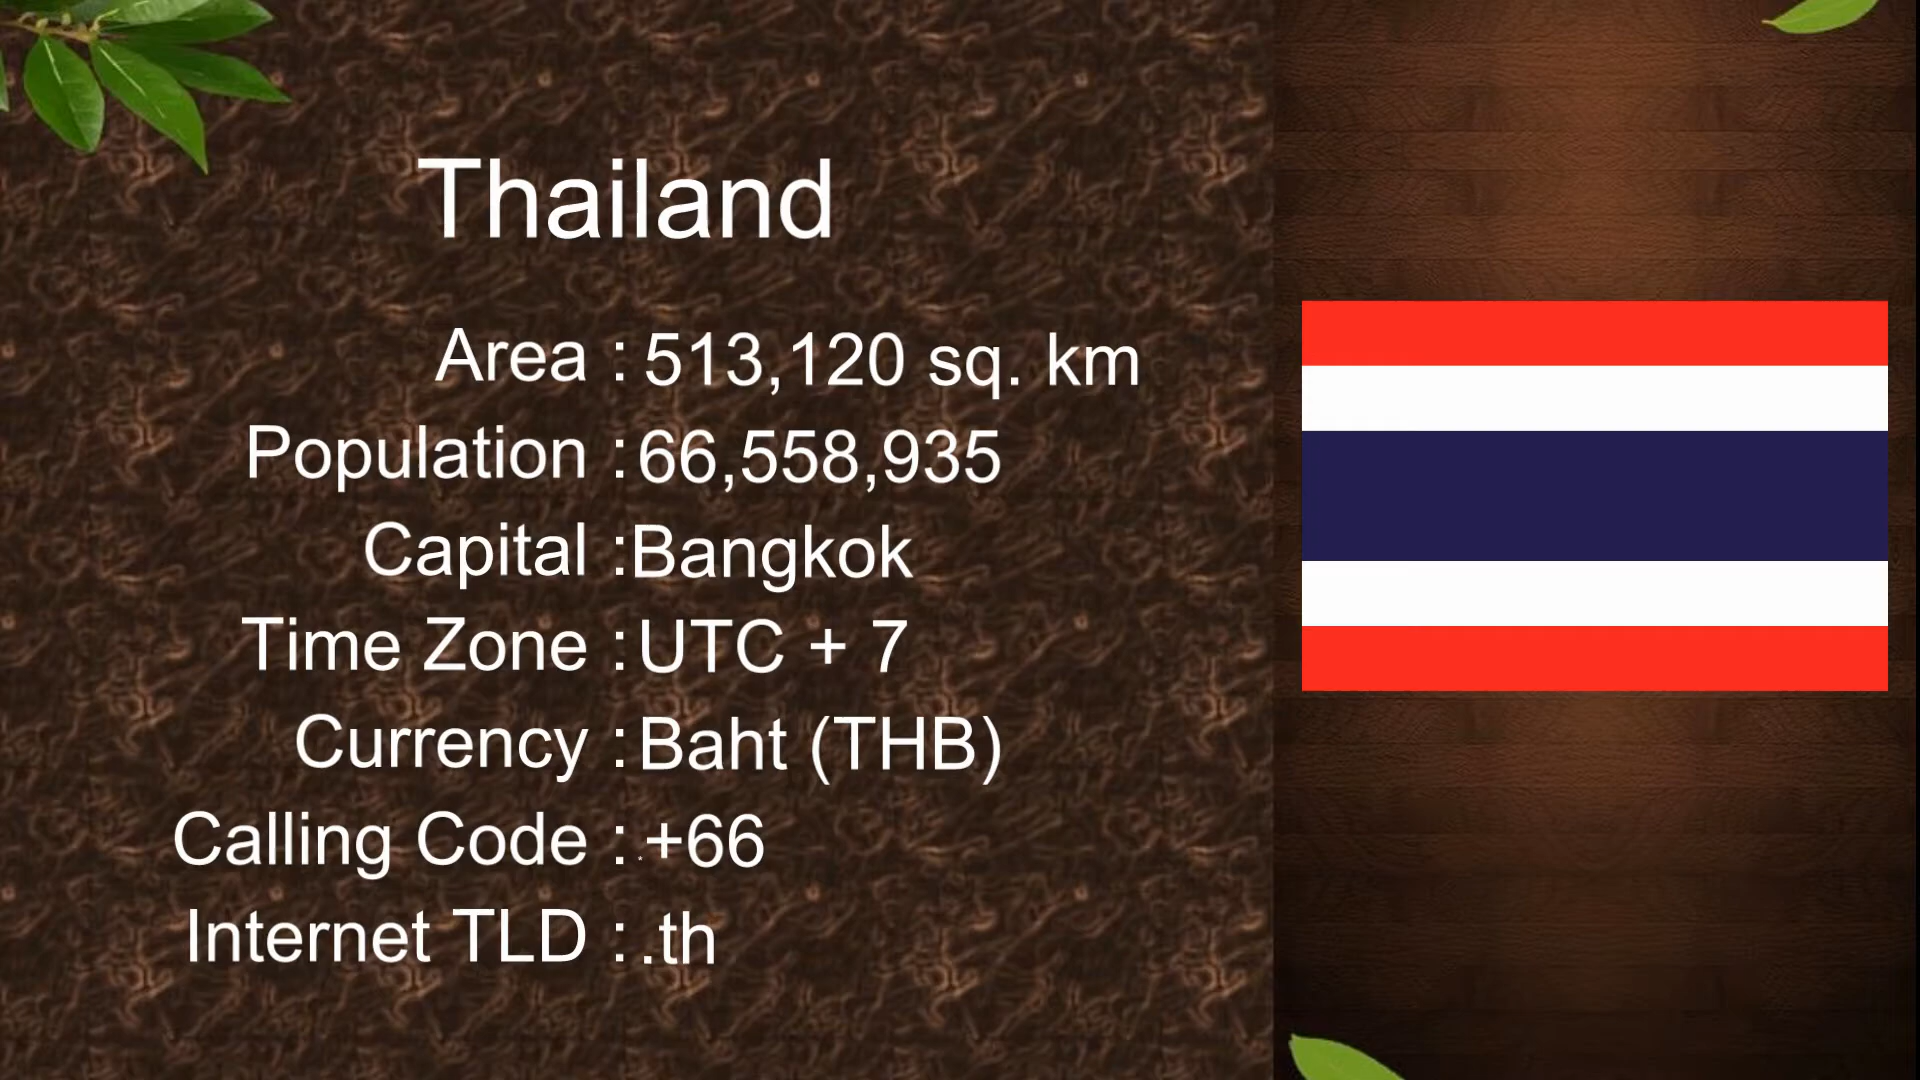 Thailand
Area : 513,120 sq. km
Population : 66,558,935
Capital : Bangkok
Time Zone : UTC + 7
Currency : Baht (THB)
Calling Code : +66
Internet TLD : .th